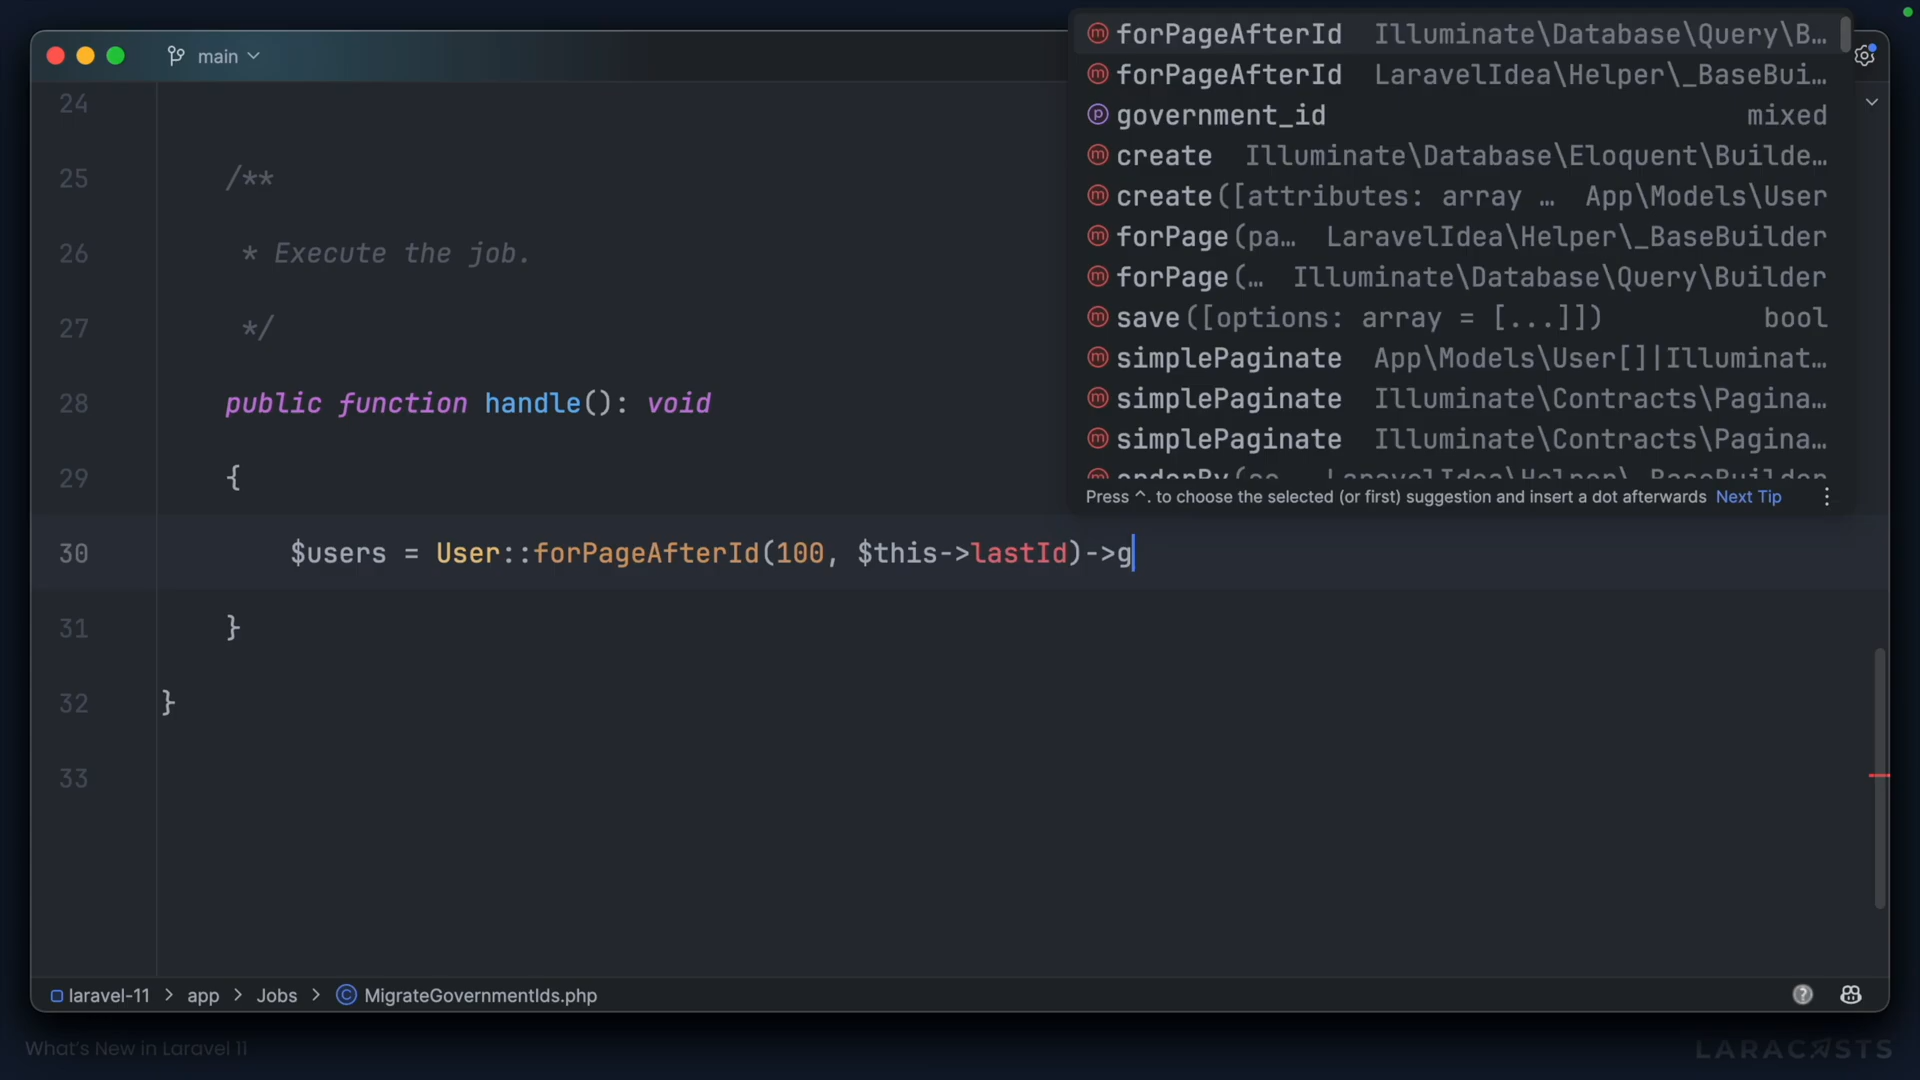 main
24
25 /**
26 * Execute the job.
27 */
28 public function handle(): void
29 {
30 $users = User::forPageAfterId(100, $this->lastId)->g
31 }
32 }
33
forPageAfterId Illuminate\Database\Query\B…
forPageAfterId LaravelIdea\Helper\_BaseBui…
government_id mixed
create Illuminate\Database\Eloquent\Builde…
create([attributes: array … App\Models\User
forPage(pa… LaravelIdea\Helper\_BaseBuilder
forPage(… Illuminate\Database\Query\Builder
save([options: array = [...]]) bool
simplePaginate App\Models\User[]|Illuminat…
simplePaginate Illuminate\Contracts\Pagina…
simplePaginate Illuminate\Contracts\Pagina…
orderBy(co… LaravelIdea\Helper\_BaseBuilder
Press ^. to choose the selected (or first) suggestion and insert a dot afterwards Next Tip
laravel-11 > app > Jobs > MigrateGovernmentIds.php
What's New in Laravel 11
LARACASTS